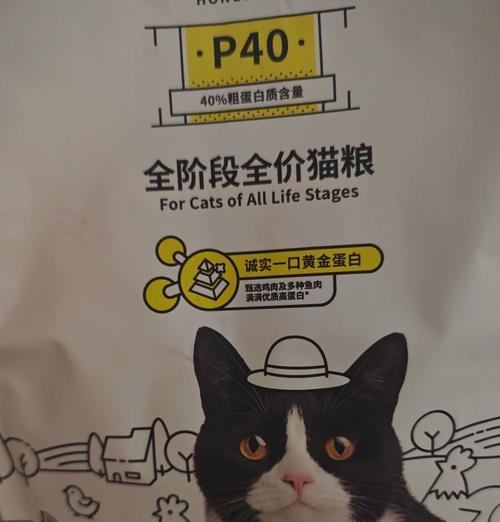 ·P40·
40%粗蛋白质含量
全阶段全价猫粮
For Cats of All Life Stages
诚实一口黄金蛋白
甄选鸡肉及多种鱼肉
满满优质高蛋白*